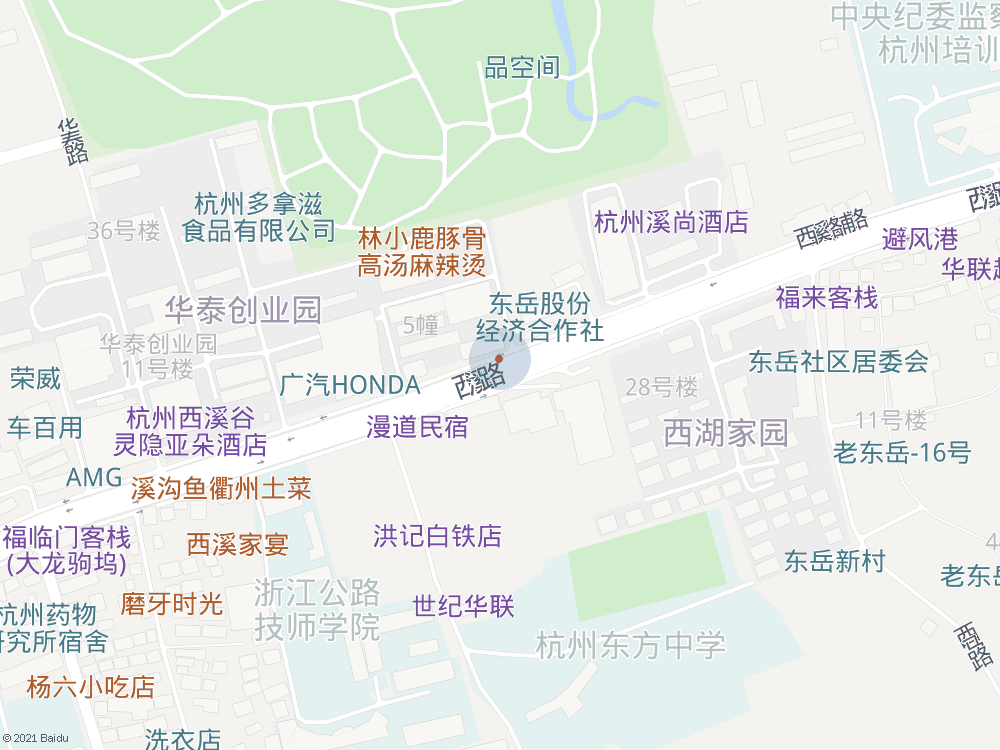 中央纪委监察
杭州培训
品空间
华泰路
杭州多拿滋
食品有限公司
36号楼
林小鹿豚骨
高汤麻辣烫
杭州溪尚酒店
西溪路辅路
西溪
避风港
华联超
福来客栈
华泰创业园
东岳股份
经济合作社
5幢
华泰创业园
11号楼
荣威
广汽HONDA
西溪路
东岳社区居委会
28号楼
车百用
杭州西溪谷
灵隐亚朵酒店
漫道民宿
西湖家园
11号楼
老东岳-16号
AMG
溪沟鱼衢州土菜
福临门客栈
(大龙驹坞)
西溪家宴
洪记白铁店
东岳新村
老东岳
浙江公路
技师学院
磨牙时光
世纪华联
杭州药物
研究所宿舍
杭州东方中学
杨六小吃店
洗衣店
© 2021 Baidu